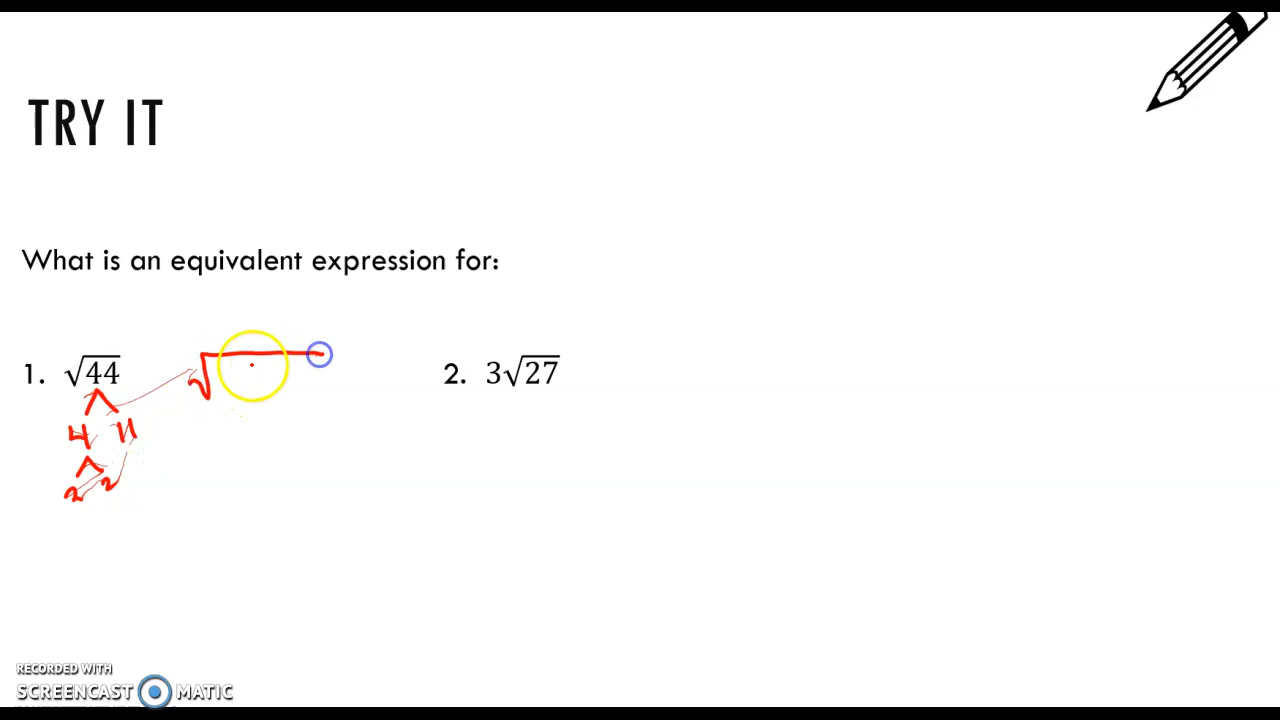 TRY IT
What is an equivalent expression for:
1. √44
2. 3√27
4 11
2 2
√
RECORDED WITH
SCREENCAST MATIC